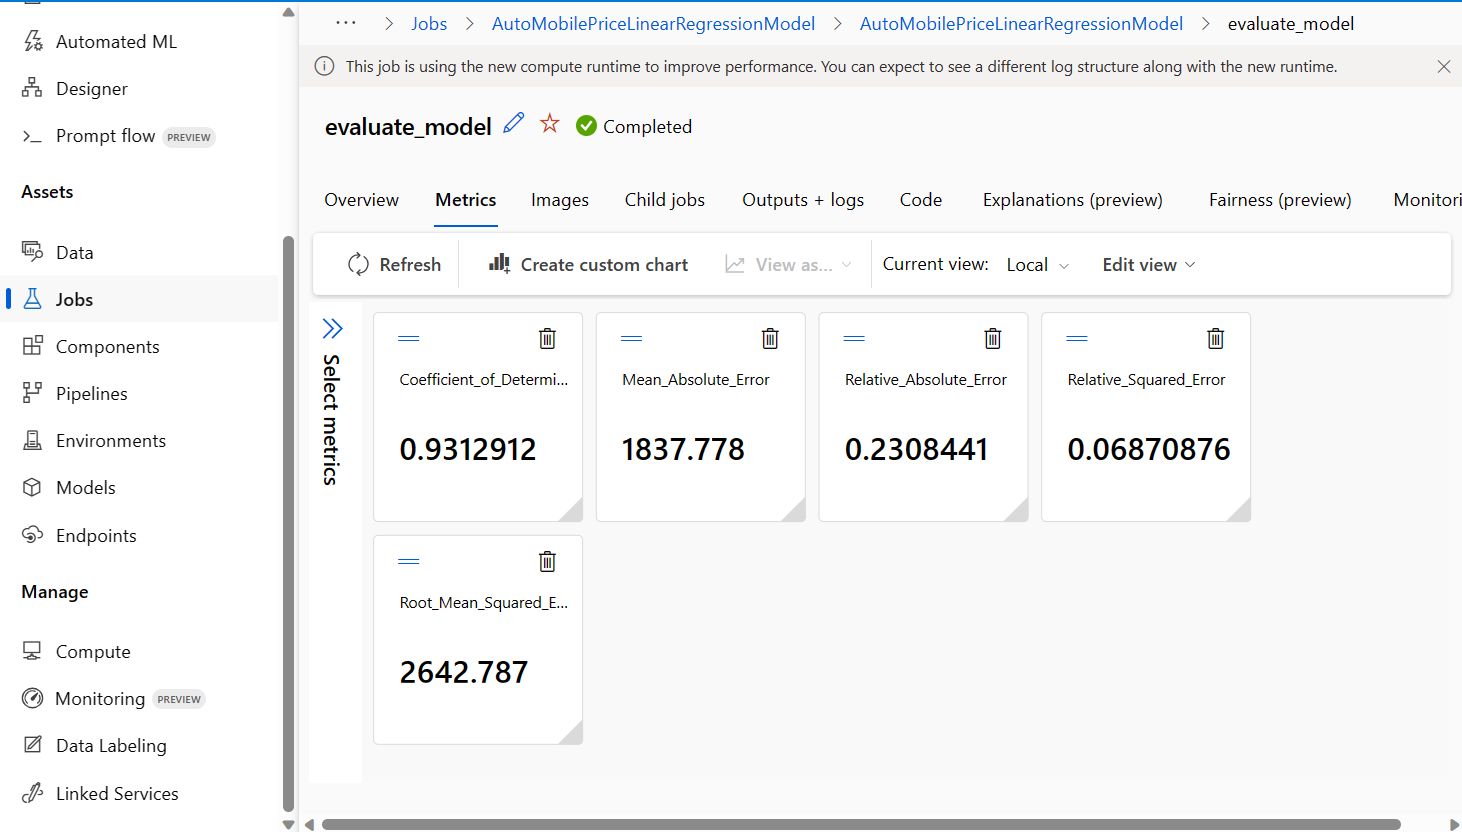 Automated ML
Designer
Prompt flow PREVIEW
Assets
Data
Jobs
Components
Pipelines
Environments
Models
Endpoints
Manage
Compute
Monitoring PREVIEW
Data Labeling
Linked Services
... > Jobs > AutoMobilePriceLinearRegressionModel > AutoMobilePriceLinearRegressionModel > evaluate_model
This job is using the new compute runtime to improve performance. You can expect to see a different log structure along with the new runtime.
evaluate_model Completed
Overview Metrics Images Child jobs Outputs + logs Code Explanations (preview) Fairness (preview) Monitori
Refresh Create custom chart View as... Current view: Local Edit view
Select metrics
Coefficient_of_Determi...
0.9312912
Mean_Absolute_Error
1837.778
Relative_Absolute_Error
0.2308441
Relative_Squared_Error
0.06870876
Root_Mean_Squared_E...
2642.787